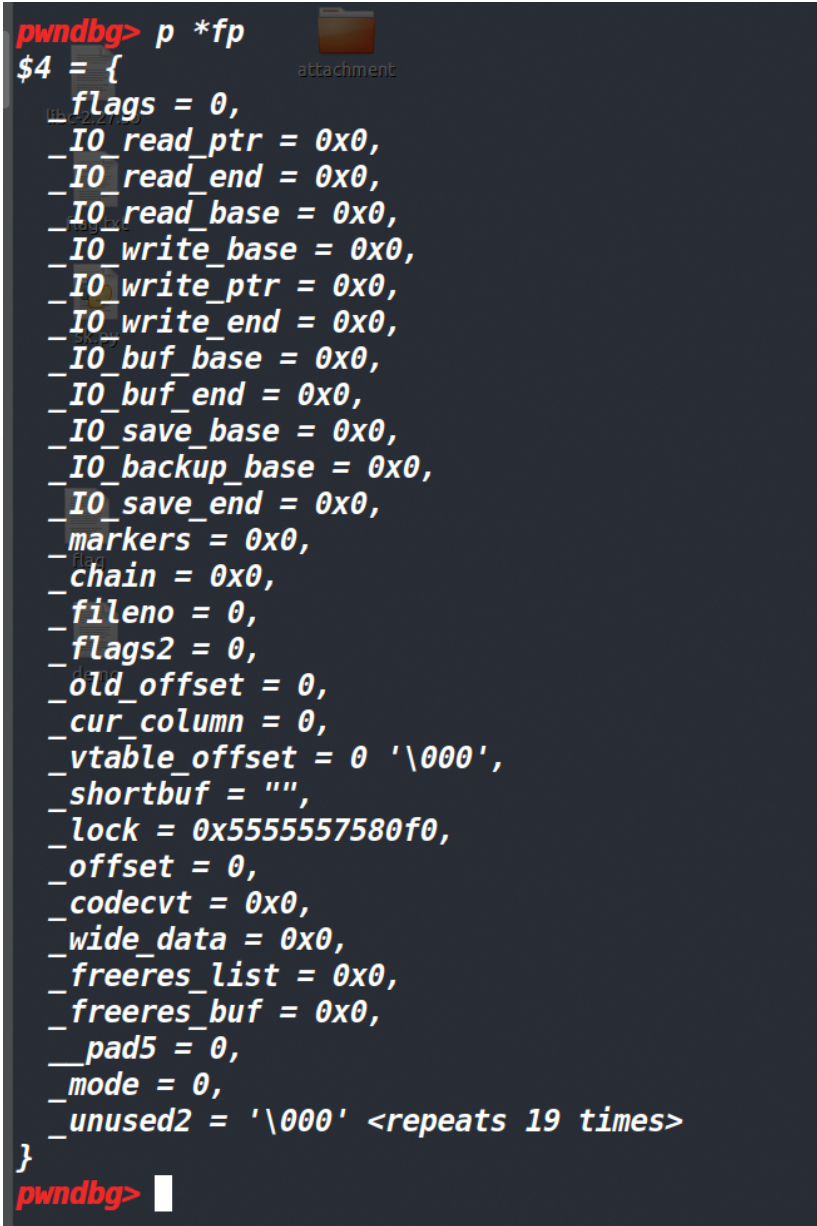 pwndbg> p *fp
attachment
$4 = {
  _flags = 0,
  _IO_read_ptr = 0x0,
  _IO_read_end = 0x0,
  _IO_read_base = 0x0,
  _IO_write_base = 0x0,
  _IO_write_ptr = 0x0,
  _IO_write_end = 0x0,
  _IO_buf_base = 0x0,
  _IO_buf_end = 0x0,
  _IO_save_base = 0x0,
  _IO_backup_base = 0x0,
  _IO_save_end = 0x0,
  _markers = 0x0,
flag
  _chain = 0x0,
  _fileno = 0,
  _flags2 = 0,
  _old_offset = 0,
  _cur_column = 0,
  _vtable_offset = 0 '\000',
  _shortbuf = "",
  _lock = 0x5555557580f0,
  _offset = 0,
  _codecvt = 0x0,
  _wide_data = 0x0,
  _freeres_list = 0x0,
  _freeres_buf = 0x0,
  __pad5 = 0,
  _mode = 0,
  _unused2 = '\000' <repeats 19 times>
}
pwndbg>